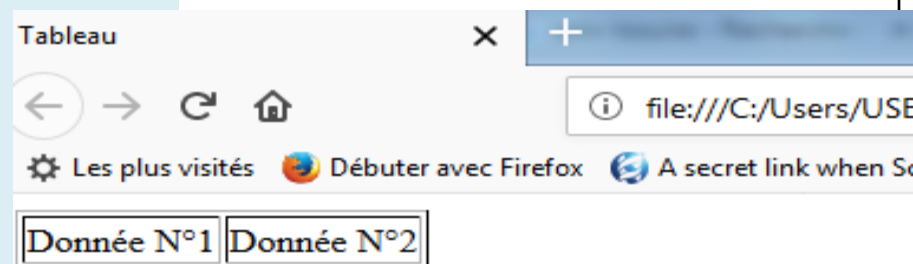 Tableau
file:///C:/Users/USE
Les plus visités Débuter avec Firefox A secret link when So
Donnée N°1 Donnée N°2